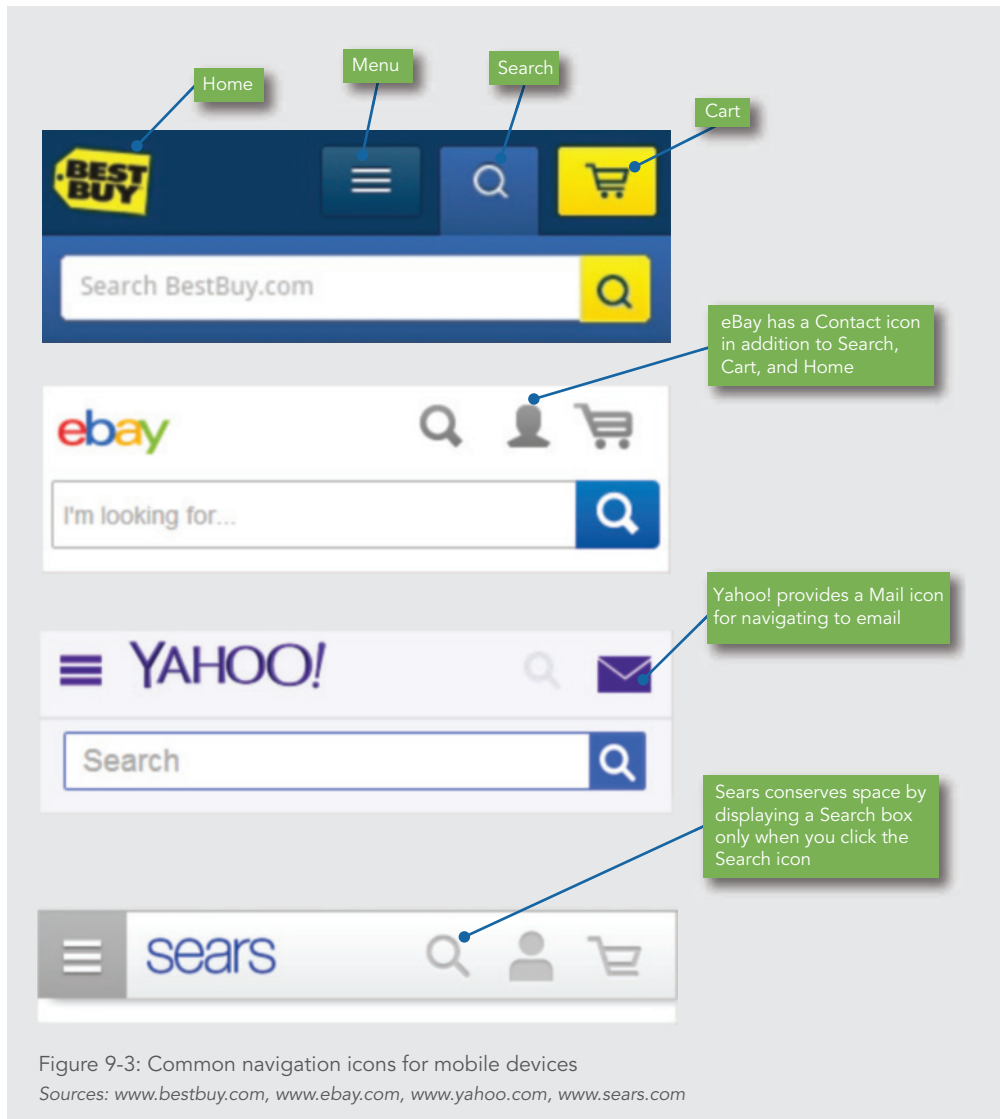 Home
Menu
Search
Cart
BEST
BUY
Search BestBuy.com
eBay has a Contact icon
in addition to Search,
Cart, and Home
ebay
I'm looking for...
Yahoo! provides a Mail icon
for navigating to email
YAHOO!
Search
Sears conserves space by
displaying a Search box
only when you click the
Search icon
sears
Figure 9-3: Common navigation icons for mobile devices
Sources: www.bestbuy.com, www.ebay.com, www.yahoo.com, www.sears.com